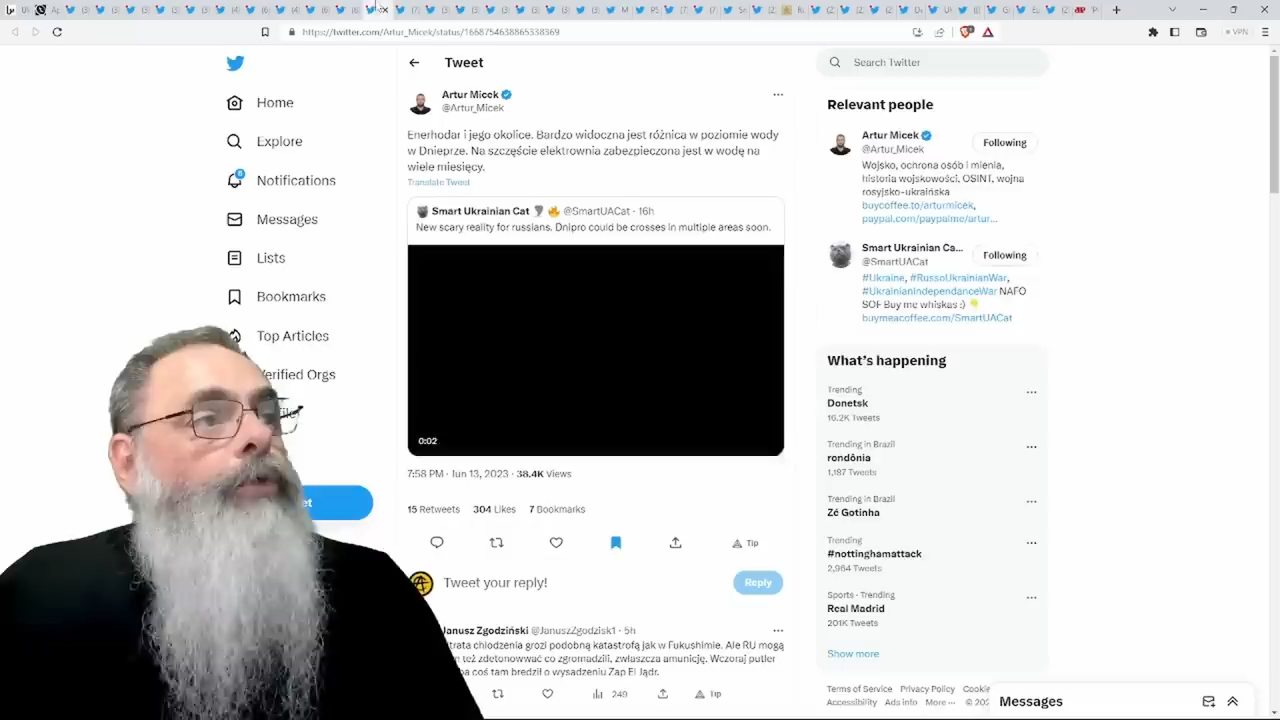 https://twitter.com/Artur_Micek/status/1668754638865338369
VPN
Home
Explore
6
Notifications
Messages
Lists
Bookmarks
Top Articles
Verified Orgs
Tweet
Artur Micek
@Artur_Micek
Enerhodar i jego okolice. Bardzo widoczna jest różnica w poziomie wody
w Dnieprze. Na szczęście elektrownia zabezpieczona jest w wodę na
wiele miesięcy.
Translate Tweet
Smart Ukrainian Cat @SmartUACat · 16h
New scary reality for russians. Dnipro could be crosses in multiple areas soon.
0:02
7:58 PM · Jun 13, 2023 · 38.4K Views
15 Retweets 304 Likes 7 Bookmarks
Tip
Tweet your reply!
Reply
Janusz Zgodziński @JanuszZgodzisk1 · 5h
trata chłodzenia grozi podobną katastrofą jak w Fukushimie. Ale RU mogą
m też zdetonować co zgromadzili, zwłaszcza amunicję. Wczoraj putler
ba coś tam bredził o wysadzeniu Zap El Jądr.
249 Tip
Search Twitter
Relevant people
Artur Micek
@Artur_Micek
Following
Wojsko, ochrona osób i mienia,
historia wojskowości, OSINT, wojna
rosyjsko-ukraińska
buycoffee.to/arturmicek,
paypal.com/paypalme/artur...
Smart Ukrainian Ca...
@SmartUACat
Following
#Ukraine, #RussoUkrainianWar,
#UkrainianIndependanceWar NAFO
SOF Buy me whiskas :)
buymeacoffee.com/SmartUACat
What's happening
Trending
Donetsk
16.2K Tweets
Trending in Brazil
rondônia
1,187 Tweets
Trending in Brazil
Zé Gotinha
Trending
#nottinghamattack
2,964 Tweets
Sports · Trending
Real Madrid
201K Tweets
Show more
Terms of Service Privacy Policy Cookie
Accessibility Ads info More ··· © 202
Messages